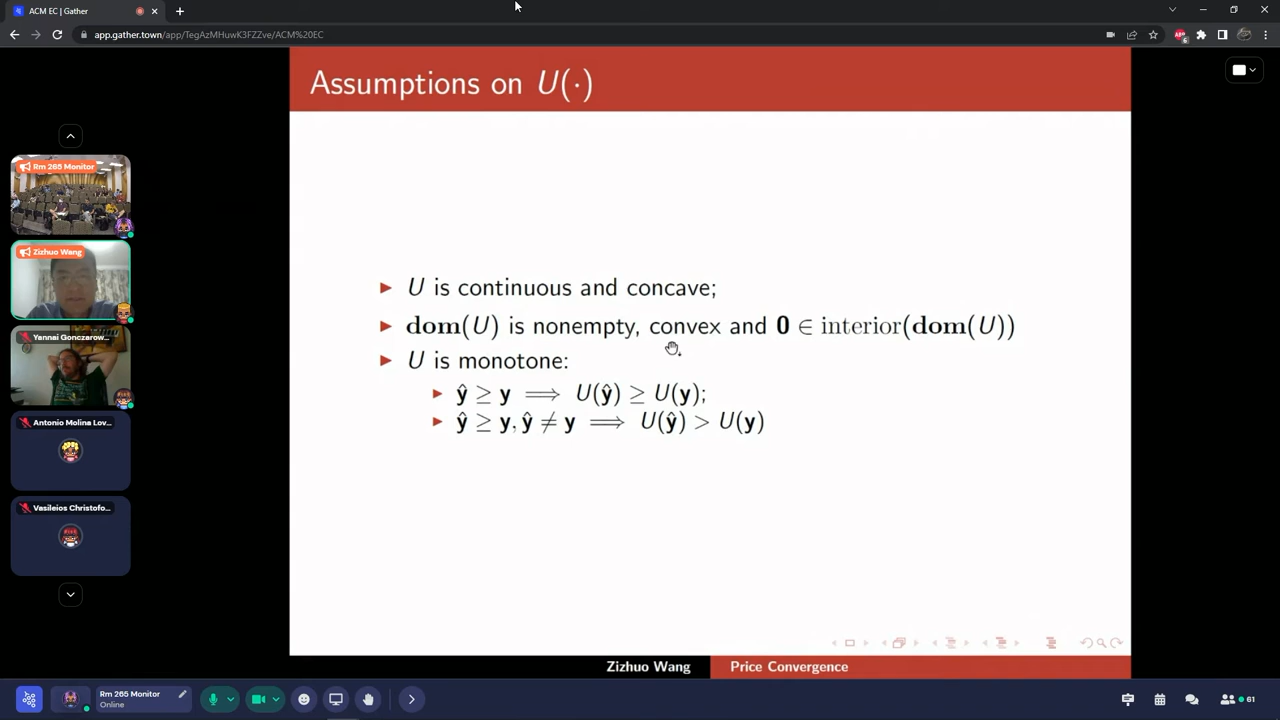 ACM EC | Gather
app.gather.town/app/TegAzMHuwK3FZZve/ACM%20EC
Assumptions on U(·)
Rm 265 Monitor
Zizhuo Wang
Yannai Gonczarow...
Antonio Molina Lov...
Vasileios Christofo...
▶ U is continuous and concave;
▶ dom(U) is nonempty, convex and 0 ∈ interior(dom(U))
▶ U is monotone:
▶ ŷ ≥ y ⟹ U(ŷ) ≥ U(y);
▶ ŷ ≥ y, ŷ ≠ y ⟹ U(ŷ) > U(y)
Zizhuo Wang Price Convergence
Rm 265 Monitor
Online
61